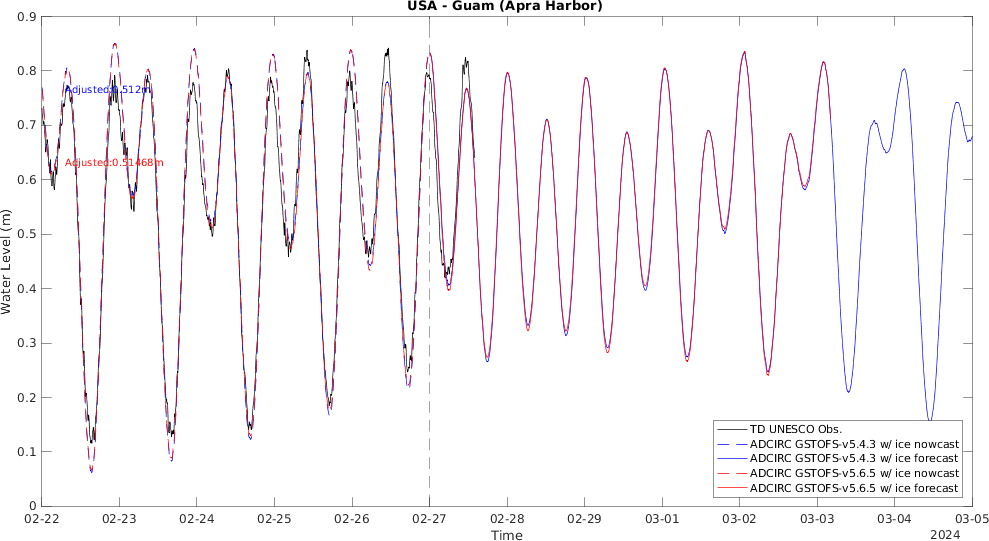 USA - Guam (Apra Harbor)
0.9
0.8
0.7
0.6
0.5
0.4
0.3
0.2
0.1
0
Water Level (m)
Adjusted:0.512m
Adjusted:0.51468m
TD UNESCO Obs.
ADCIRC GSTOFS-v5.4.3 w/ ice nowcast
ADCIRC GSTOFS-v5.4.3 w/ ice forecast
ADCIRC GSTOFS-v5.6.5 w/ ice nowcast
ADCIRC GSTOFS-v5.6.5 w/ ice forecast
02-22 02-23 02-24 02-25 02-26 02-27 02-28 02-29 03-01 03-02 03-03 03-04 03-05
Time
2024